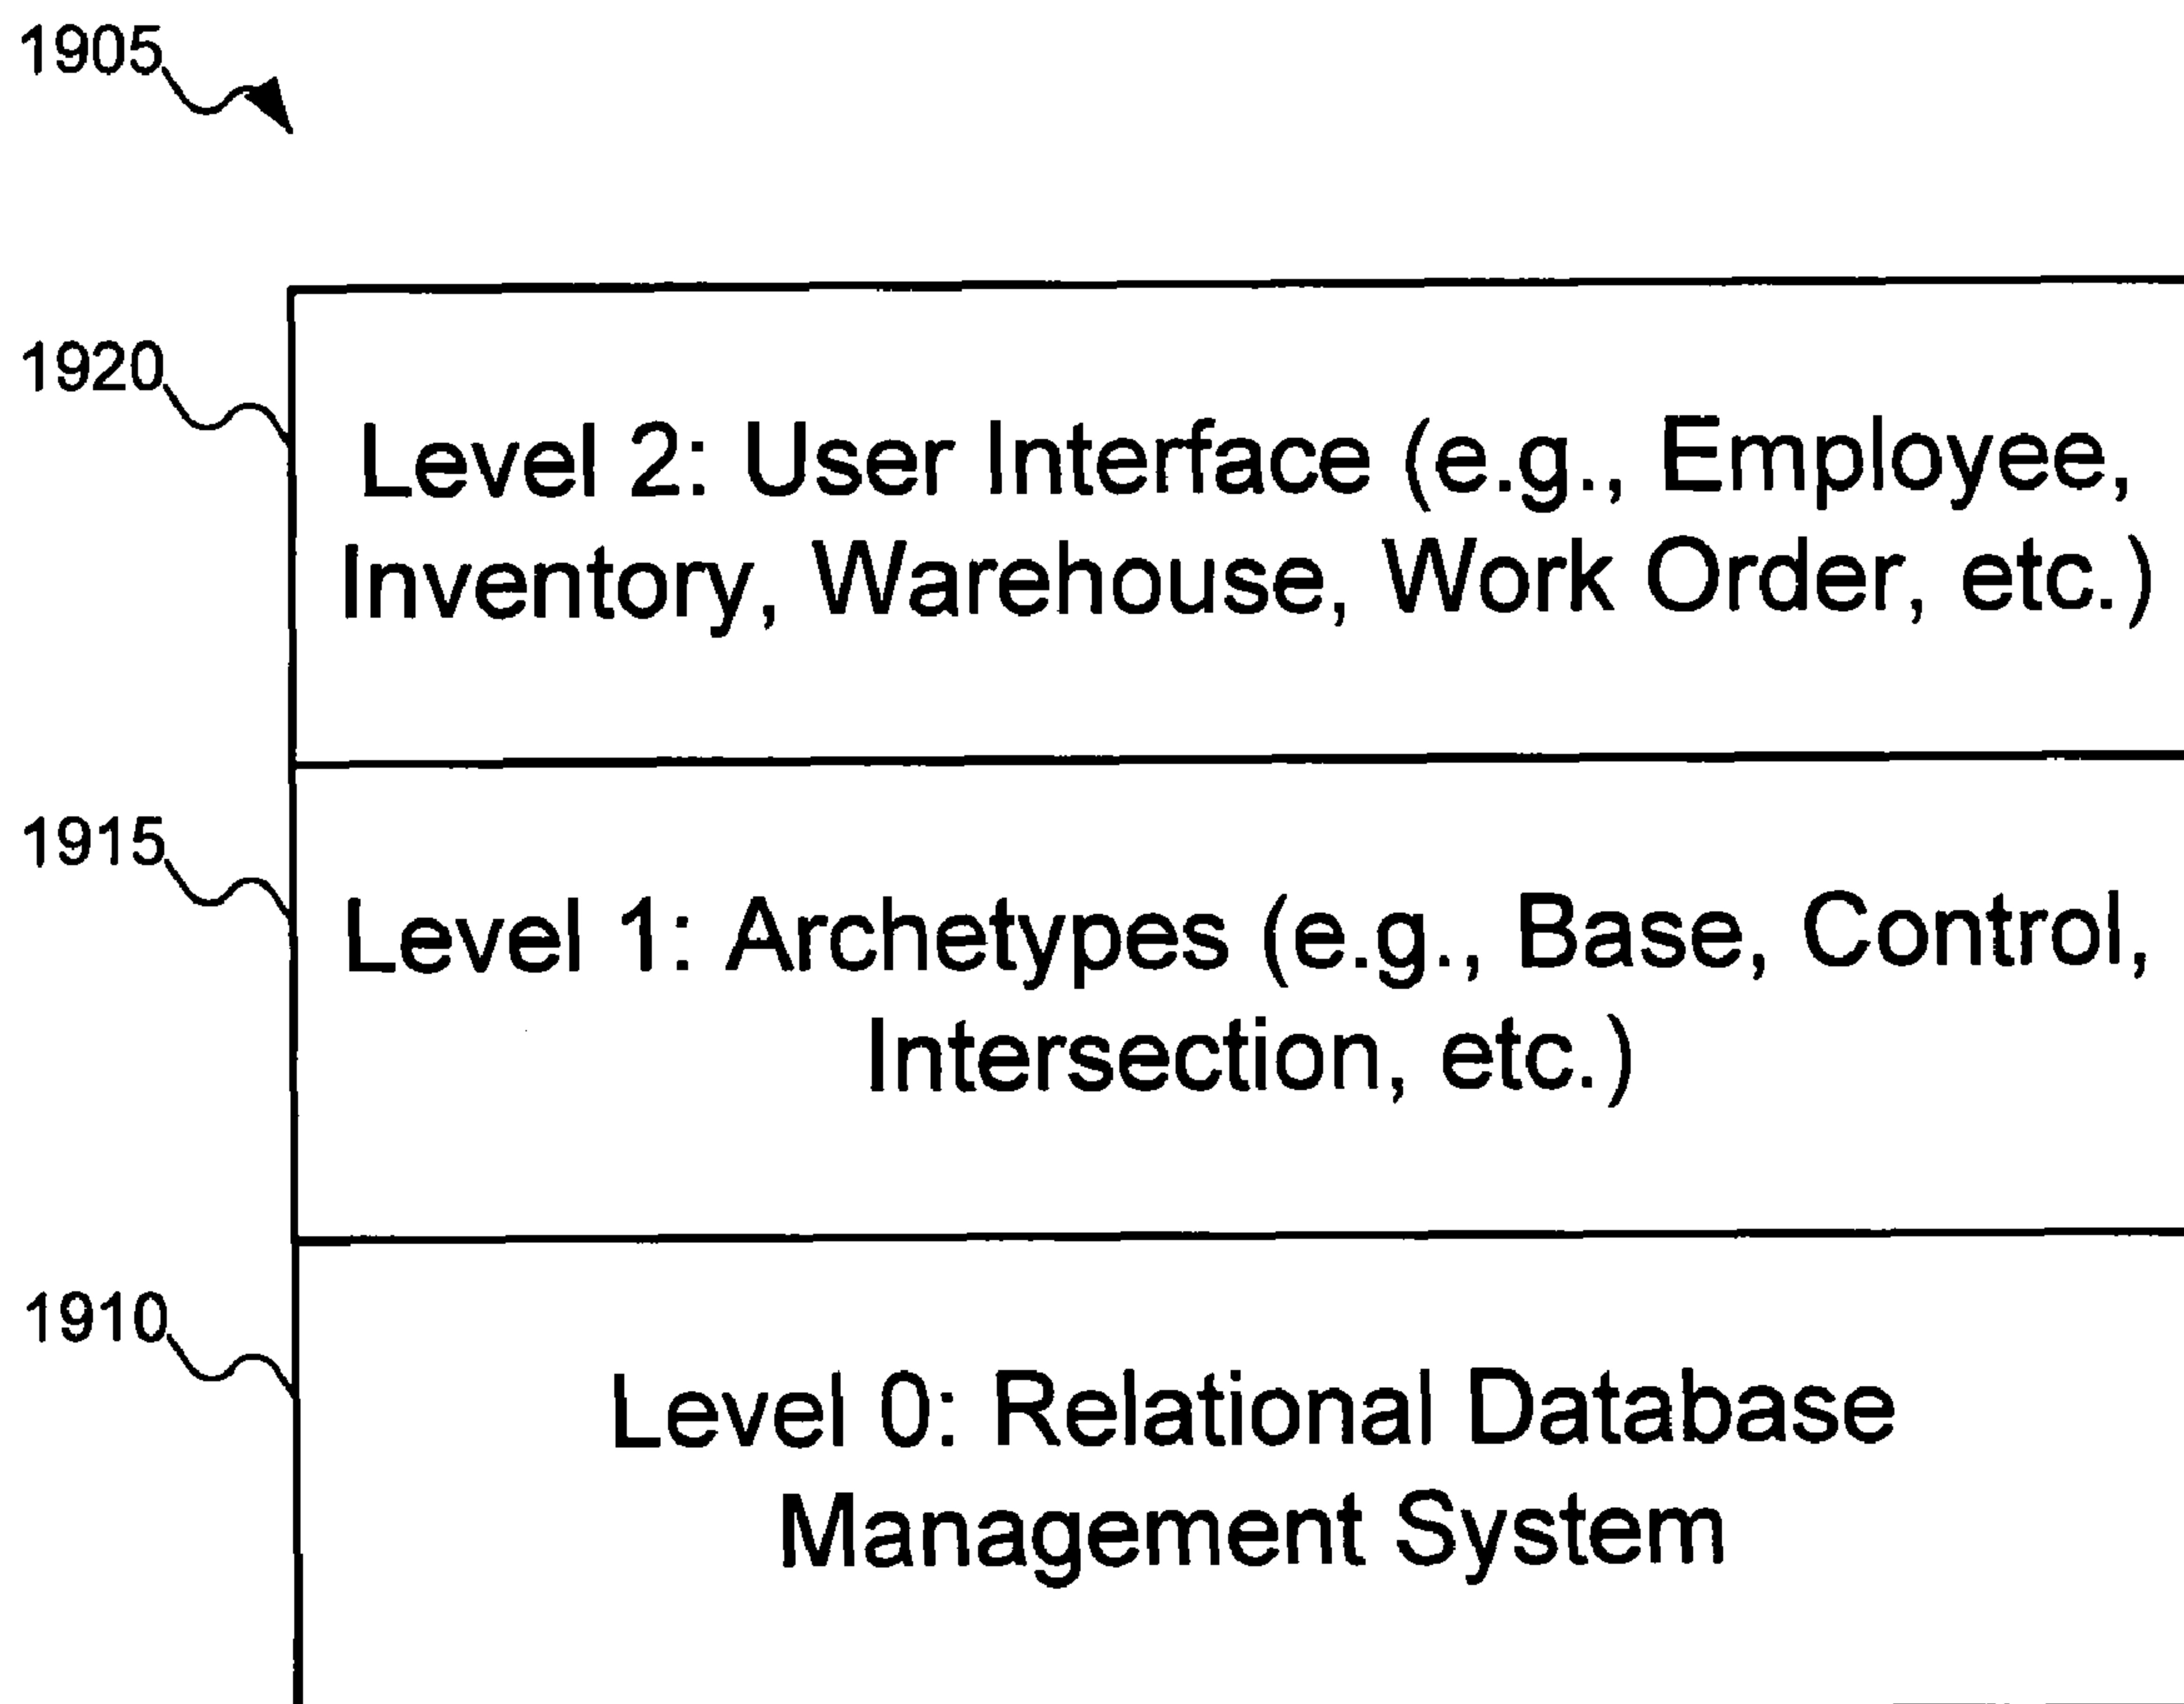 1905
1920
Level 2: User Interface (e.g., Employee,
Inventory, Warehouse, Work Order, etc.)
1915
Level 1: Archetypes (e.g., Base, Control,
Intersection, etc.)
1910
Level 0: Relational Database
Management System